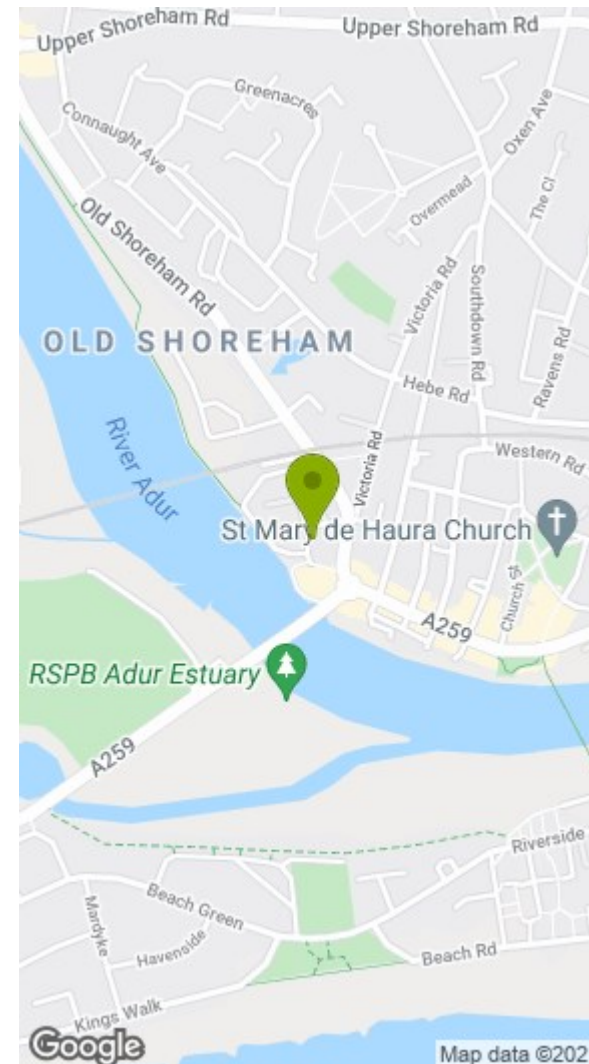 Upper Shoreham Rd
Upper Shoreham Rd
Greenacres
Connaught Ave
Oxen Ave
Overmead
The Cl
Old Shoreham Rd
Victoria Rd
Southdown Rd
OLD SHOREHAM
Ravens Rd
Hebe Rd
River Adur
Victoria Rd
Western Rd
St Mary de Haura Church
Church St
A259
RSPB Adur Estuary
A259
Riverside
Beach Green
Mardyke
Havenside
Beach Rd
Kings Walk
Google
Map data ©202